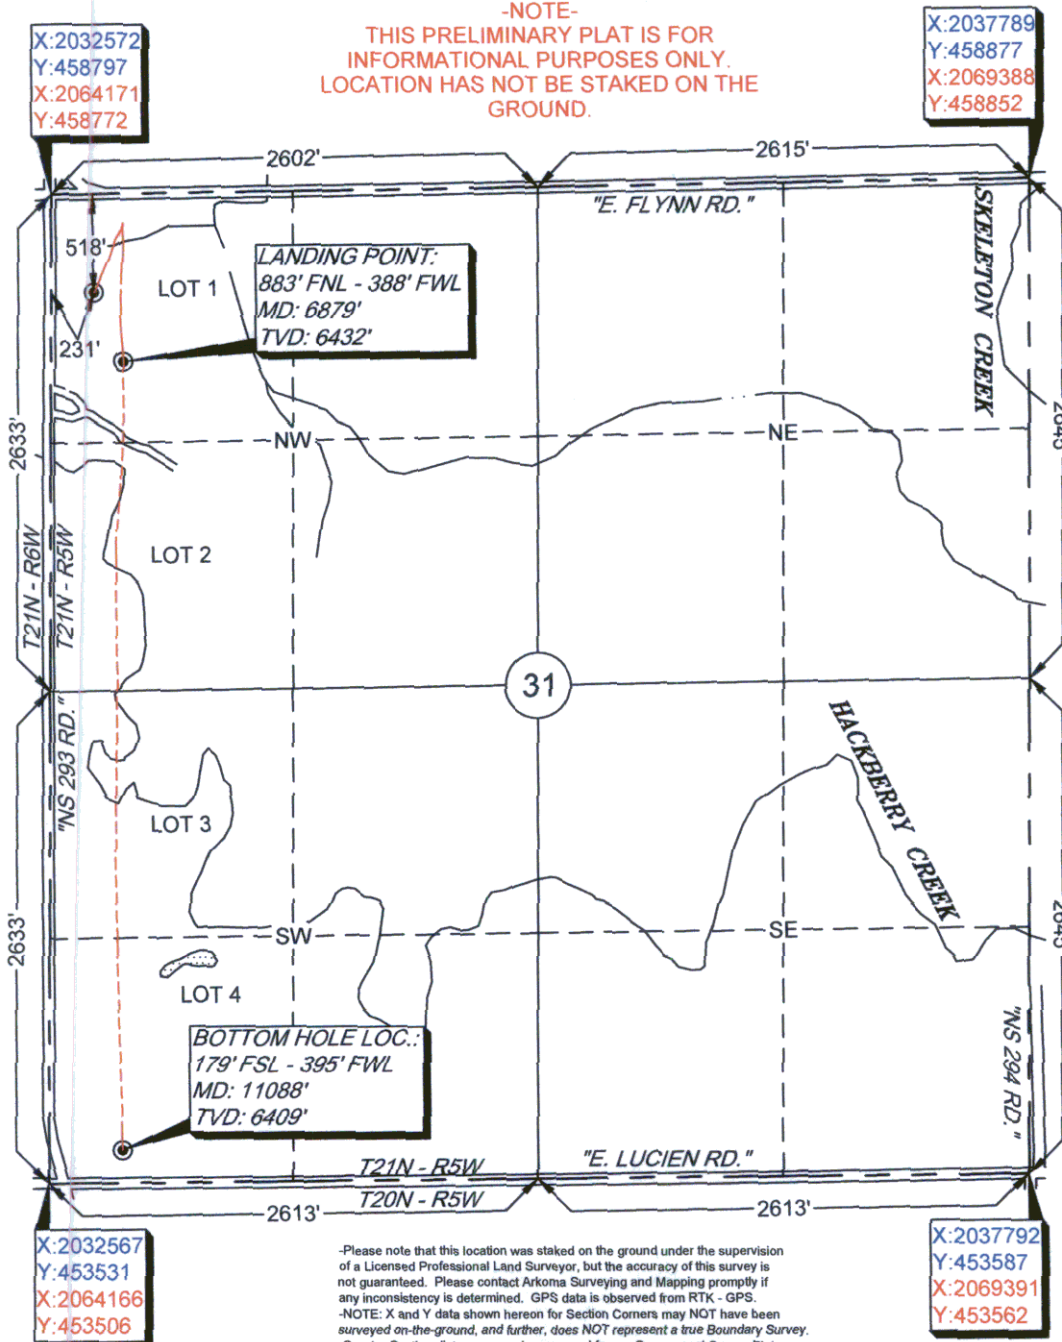 -NOTE-
THIS PRELIMINARY PLAT IS FOR
INFORMATIONAL PURPOSES ONLY.
LOCATION HAS NOT BE STAKED ON THE
GROUND.
X:2032572
Y:458797
X:2064171
Y:458772
X:2037789
Y:458877
X:2069388
Y:458852
2602'
2615'
"E. FLYNN RD."
518'
LOT 1
LANDING POINT:
883' FNL - 388' FWL
MD: 6879'
TVD: 6432'
231'
SKELETON CREEK
2633'
NW
NE
T21N - R6W
T21N - R5W
LOT 2
31
"NS 293 RD."
HACKBERRY CREEK
LOT 3
2633'
SW
SE
LOT 4
BOTTOM HOLE LOC.:
179' FSL - 395' FWL
MD: 11088'
TVD: 6409'
"NS 294 RD."
T21N - R5W
"E. LUCIEN RD."
T20N - R5W
2613'
2613'
X:2032567
Y:453531
X:2064166
Y:453506
X:2037792
Y:453587
X:2069391
Y:453562
-Please note that this location was staked on the ground under the supervision
of a Licensed Professional Land Surveyor, but the accuracy of this survey is
not guaranteed. Please contact Arkoma Surveying and Mapping promptly if
any inconsistency is determined. GPS data is observed from RTK - GPS.
-NOTE: X and Y data shown hereon for Section Corners may NOT have been
surveyed on-the-ground, and further, does NOT represent a true Boundary Survey.